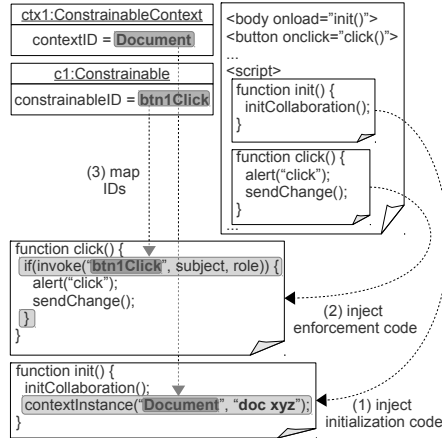 ctx1:ConstrainableContext
contextID = Document
c1:Constrainable
constrainableID = btn1Click
<body onload=”init()”>
<button onclick=”click()”>
...
<script>
function init() {
initCollaboration();
}
function click() {
alert(“click”);
sendChange();
}
...
(3) map
IDs
function click() {
if(invoke(“btn1Click”, subject, role)) {
alert(“click”);
sendChange();
}
}
(2) inject
enforcement code
function init() {
initCollaboration();
contextInstance(“Document”, “doc xyz”);
}
(1) inject
initialization code